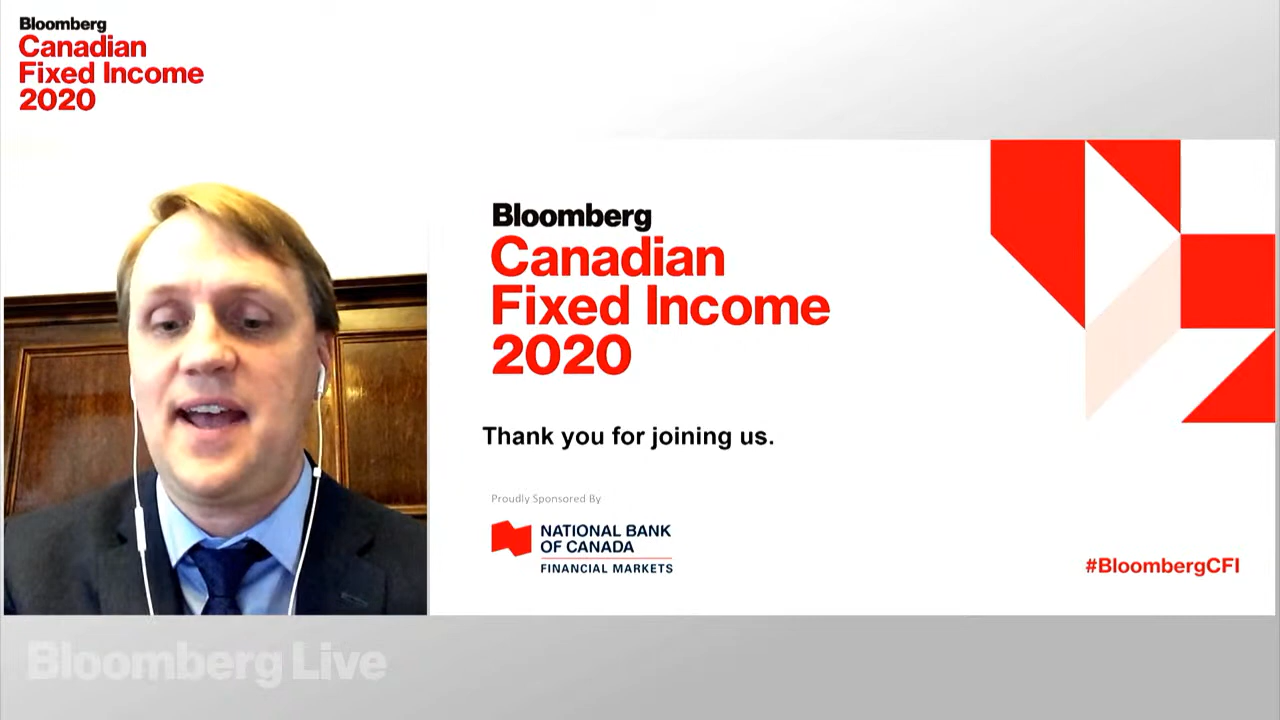 Bloomberg
Canadian
Fixed Income
2020
Bloomberg
Canadian
Fixed Income
2020
Thank you for joining us.
Proudly Sponsored By
NATIONAL BANK
OF CANADA
FINANCIAL MARKETS
#BloombergCFI
Bloomberg Live